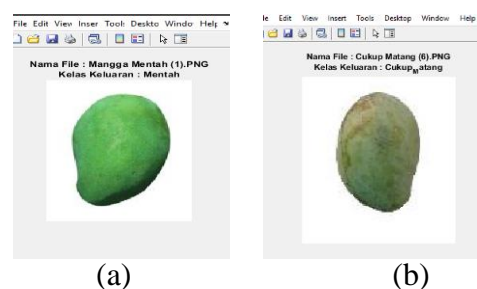 File Edit View Inser Tools Deskto Windo Help
Nama File : Mangga Mentah (1).PNG
Kelas Keluaran : Mentah
(a)
le Edit View Insert Tools Desktop Window Help
Nama File : Cukup Matang (6).PNG
Kelas Keluaran : Cukup_Matang
(b)